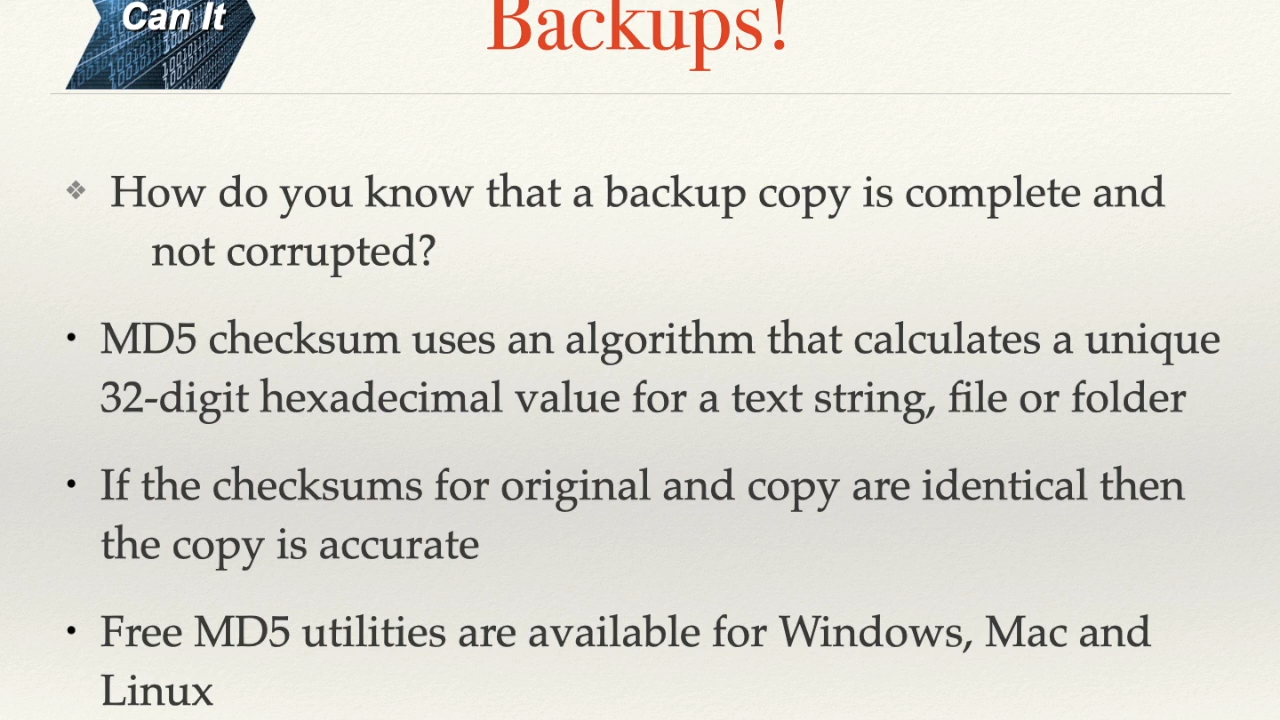 Can It
Backups!
❖ How do you know that a backup copy is complete and
not corrupted?
• MD5 checksum uses an algorithm that calculates a unique
32-digit hexadecimal value for a text string, file or folder
• If the checksums for original and copy are identical then
the copy is accurate
• Free MD5 utilities are available for Windows, Mac and
Linux